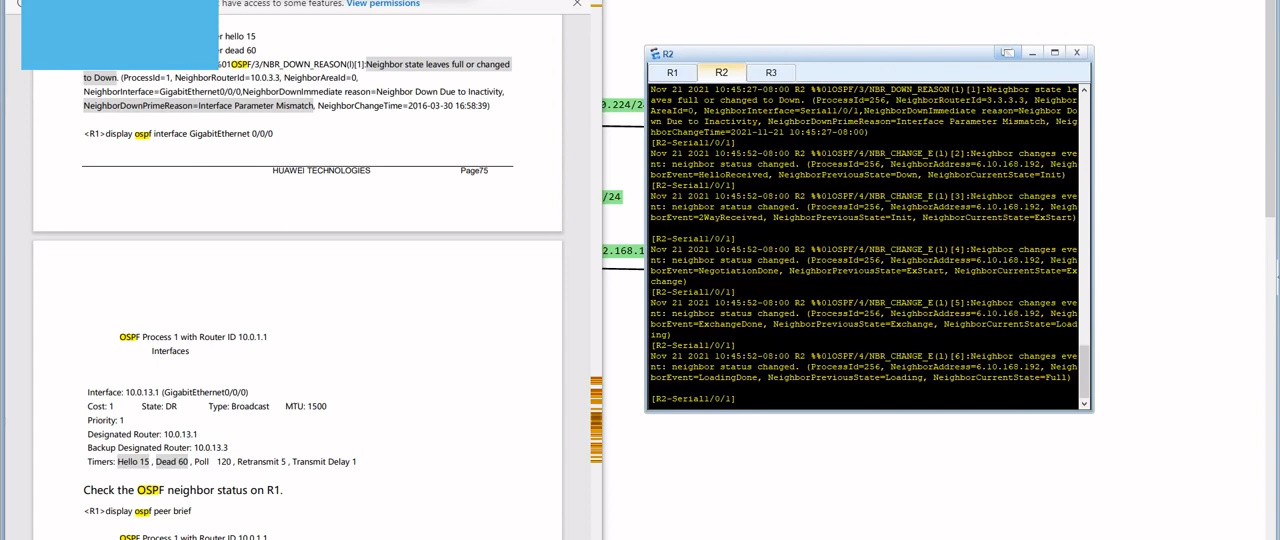 have access to some features. View permissions
er hello 15
er dead 60
%01OSPF/3/NBR_DOWN_REASON(l)[1]:Neighbor state leaves full or changed
to Down. (ProcessId=1, NeighborRouterId=10.0.3.3, NeighborAreaId=0,
NeighborInterface=GigabitEthernet0/0/0,NeighborDownImmediate reason=Neighbor Down Due to Inactivity,
NeighborDownPrimeReason=Interface Parameter Mismatch, NeighborChangeTime=2016-03-30 16:58:39)
<R1>display ospf interface GigabitEthernet 0/0/0
HUAWEI TECHNOLOGIES Page75
OSPF Process 1 with Router ID 10.0.1.1
Interfaces
Interface: 10.0.13.1 (GigabitEthernet0/0/0)
Cost: 1 State: DR Type: Broadcast MTU: 1500
Priority: 1
Designated Router: 10.0.13.1
Backup Designated Router: 10.0.13.3
Timers: Hello 15 , Dead 60 , Poll 120 , Retransmit 5 , Transmit Delay 1
Check the OSPF neighbor status on R1.
<R1>display ospf peer brief
OSPF Process 1 with Router ID 10.0.1.1
0.224/24
/24
2.168.1
R2
R1 R2 R3
Nov 21 2021 10:45:27-08:00 R2 %%01OSPF/3/NBR_DOWN_REASON(l)[1]:Neighbor state le
aves full or changed to Down. (ProcessId=256, NeighborRouterId=3.3.3.3, Neighbor
AreaId=0, NeighborInterface=Serial1/0/1,NeighborDownImmediate reason=Neighbor Do
wn Due to Inactivity, NeighborDownPrimeReason=Interface Parameter Mismatch, Neig
hborChangeTime=2021-11-21 10:45:27-08:00)
[R2-Serial1/0/1]
Nov 21 2021 10:45:52-08:00 R2 %%01OSPF/4/NBR_CHANGE_E(l)[2]:Neighbor changes eve
nt: neighbor status changed. (ProcessId=256, NeighborAddress=6.10.168.192, Neigh
borEvent=HelloReceived, NeighborPreviousState=Down, NeighborCurrentState=Init)
[R2-Serial1/0/1]
Nov 21 2021 10:45:52-08:00 R2 %%01OSPF/4/NBR_CHANGE_E(l)[3]:Neighbor changes eve
nt: neighbor status changed. (ProcessId=256, NeighborAddress=6.10.168.192, Neigh
borEvent=2WayReceived, NeighborPreviousState=Init, NeighborCurrentState=ExStart)
[R2-Serial1/0/1]
Nov 21 2021 10:45:52-08:00 R2 %%01OSPF/4/NBR_CHANGE_E(l)[4]:Neighbor changes eve
nt: neighbor status changed. (ProcessId=256, NeighborAddress=6.10.168.192, Neigh
borEvent=NegotiationDone, NeighborPreviousState=ExStart, NeighborCurrentState=Ex
change)
[R2-Serial1/0/1]
Nov 21 2021 10:45:52-08:00 R2 %%01OSPF/4/NBR_CHANGE_E(l)[5]:Neighbor changes eve
nt: neighbor status changed. (ProcessId=256, NeighborAddress=6.10.168.192, Neigh
borEvent=ExchangeDone, NeighborPreviousState=Exchange, NeighborCurrentState=Load
ing)
[R2-Serial1/0/1]
Nov 21 2021 10:45:52-08:00 R2 %%01OSPF/4/NBR_CHANGE_E(l)[6]:Neighbor changes eve
nt: neighbor status changed. (ProcessId=256, NeighborAddress=6.10.168.192, Neigh
borEvent=LoadingDone, NeighborPreviousState=Loading, NeighborCurrentState=Full)
[R2-Serial1/0/1]